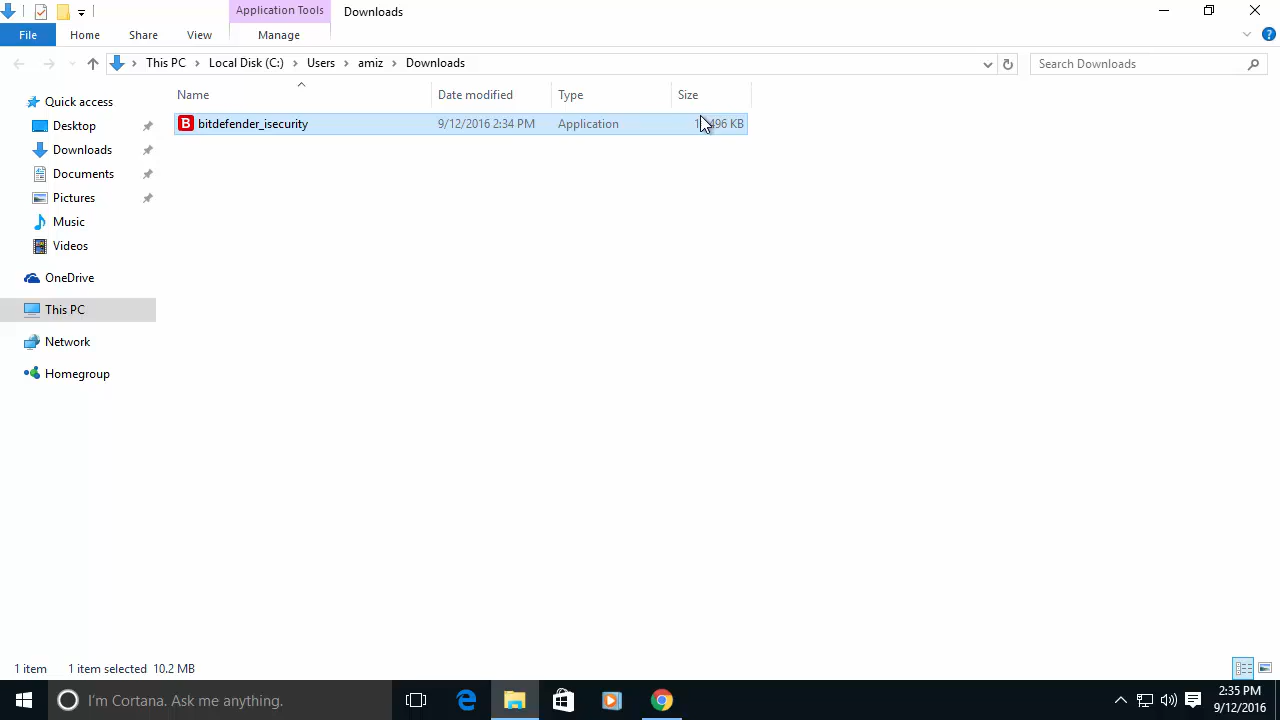 Application Tools
Downloads
File
Home
Share
View
Manage
This PC
Local Disk (C:)
Users
amiz
Downloads
Search Downloads
Name
Date modified
Type
Size
B bitdefender_isecurity
9/12/2016 2:34 PM
Application
496 KB
Quick access
Desktop
Downloads
Documents
Pictures
Music
Videos
OneDrive
This PC
Network
Homegroup
1 item
1 item selected 10.2 MB
I'm Cortana. Ask me anything.
2:35 PM
9/12/2016